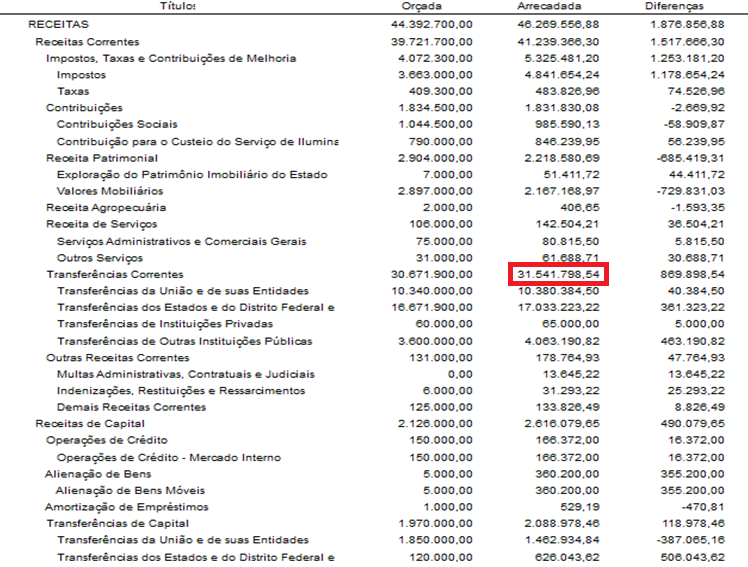 Títulos Orçada Arrecadada Diferenças
RECEITAS 44.392.700,00 46.269.556,88 1.876.856,88
Receitas Correntes 39.721.700,00 41.239.366,30 1.517.666,30
Impostos, Taxas e Contribuições de Melhoria 4.072.300,00 5.325.481,20 1.253.181,20
Impostos 3.663.000,00 4.841.654,24 1.178.654,24
Taxas 409.300,00 483.826,96 74.526,96
Contribuições 1.834.500,00 1.831.830,08 -2.669,92
Contribuições Sociais 1.044.500,00 985.590,13 -58.909,87
Contribuição para o Custeio do Serviço de Ilumina 790.000,00 846.239,95 56.239,95
Receita Patrimonial 2.904.000,00 2.218.580,69 -685.419,31
Exploração do Patrimônio Imobiliário do Estado 7.000,00 51.411,72 44.411,72
Valores Mobiliários 2.897.000,00 2.167.168,97 -729.831,03
Receita Agropecuária 2.000,00 406,65 -1.593,35
Receita de Serviços 106.000,00 142.504,21 36.504,21
Serviços Administrativos e Comerciais Gerais 75.000,00 80.815,50 5.815,50
Outros Serviços 31.000,00 61.688,71 30.688,71
Transferências Correntes 30.671.900,00 31.541.798,54 869.898,54
Transferências da União e de suas Entidades 10.340.000,00 10.380.384,50 40.384,50
Transferências dos Estados e do Distrito Federal e 16.671.900,00 17.033.223,22 361.323,22
Transferências de Instituições Privadas 60.000,00 65.000,00 5.000,00
Transferências de Outras Instituições Públicas 3.600.000,00 4.063.190,82 463.190,82
Outras Receitas Correntes 131.000,00 178.764,93 47.764,93
Multas Administrativas, Contratuais e Judiciais 0,00 13.645,22 13.645,22
Indenizações, Restituições e Ressarcimentos 6.000,00 31.293,22 25.293,22
Demais Receitas Correntes 125.000,00 133.826,49 8.826,49
Receitas de Capital 2.126.000,00 2.616.079,65 490.079,65
Operações de Crédito 150.000,00 166.372,00 16.372,00
Operações de Crédito - Mercado Interno 150.000,00 166.372,00 16.372,00
Alienação de Bens 5.000,00 360.200,00 355.200,00
Alienação de Bens Móveis 5.000,00 360.200,00 355.200,00
Amortização de Empréstimos 1.000,00 529,19 -470,81
Transferências de Capital 1.970.000,00 2.088.978,46 118.978,46
Transferências da União e de suas Entidades 1.850.000,00 1.462.934,84 -387.065,16
Transferências dos Estados e do Distrito Federal e 120.000,00 626.043,62 506.043,62